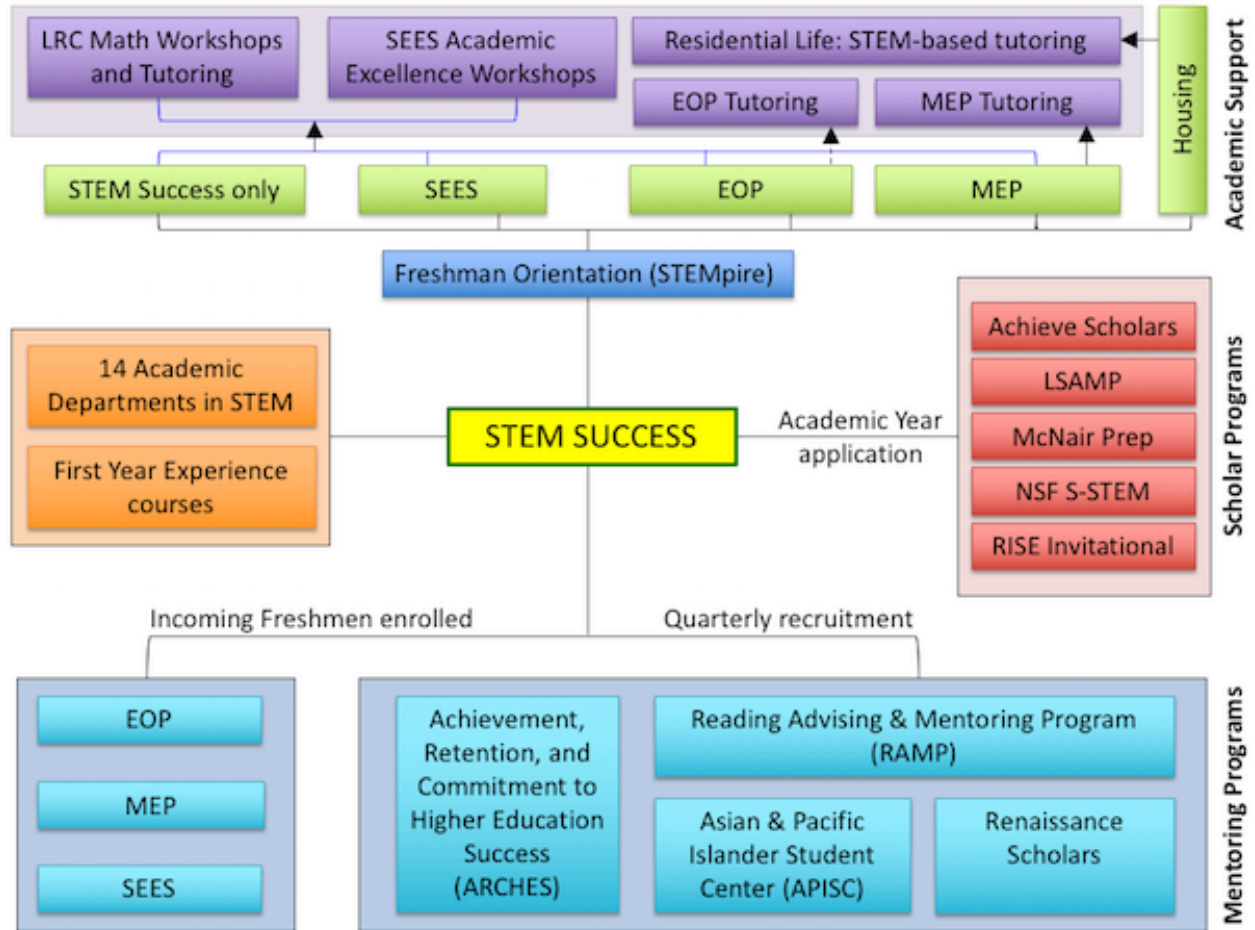 LRC Math Workshops
and Tutoring
SEES Academic
Excellence Workshops
Residential Life: STEM-based tutoring
EOP Tutoring
MEP Tutoring
Housing
Academic Support
STEM Success only
SEES
EOP
MEP
Freshman Orientation (STEMpire)
14 Academic
Departments in STEM
First Year Experience
courses
STEM SUCCESS
Academic Year
application
Achieve Scholars
LSAMP
McNair Prep
NSF S-STEM
RISE Invitational
Scholar Programs
Incoming Freshmen enrolled
Quarterly recruitment
EOP
MEP
SEES
Achievement,
Retention, and
Commitment to
Higher Education
Success
(ARCHES)
Reading Advising & Mentoring Program
(RAMP)
Asian & Pacific
Islander Student
Center (APISC)
Renaissance
Scholars
Mentoring Programs